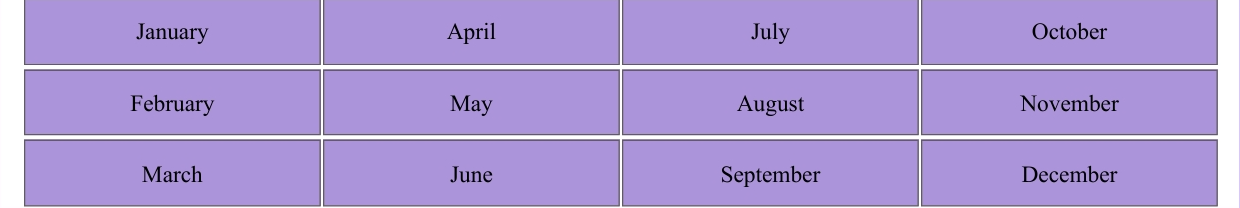 January April July October
February May August November
March June September December